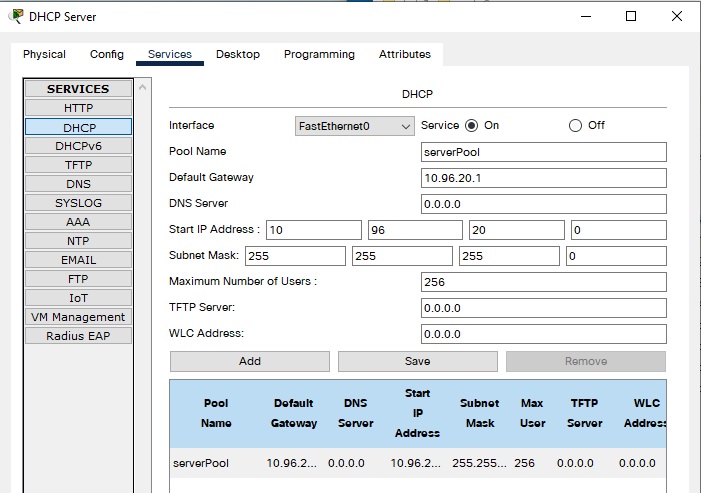 DHCP Server
Physical Config Services Desktop Programming Attributes
SERVICES
HTTP
DHCP
DHCPv6
TFTP
DNS
SYSLOG
AAA
NTP
EMAIL
FTP
IoT
VM Management
Radius EAP
DHCP
Interface FastEthernet0 Service On Off
Pool Name serverPool
Default Gateway 10.96.20.1
DNS Server 0.0.0.0
Start IP Address : 10 96 20 0
Subnet Mask: 255 255 255 0
Maximum Number of Users : 256
TFTP Server: 0.0.0.0
WLC Address: 0.0.0.0
Add Save Remove
Pool Name Default Gateway DNS Server Start IP Address Subnet Mask Max User TFTP Server WLC Address
serverPool 10.96.2... 0.0.0.0 10.96.2... 255.255... 256 0.0.0.0 0.0.0.0